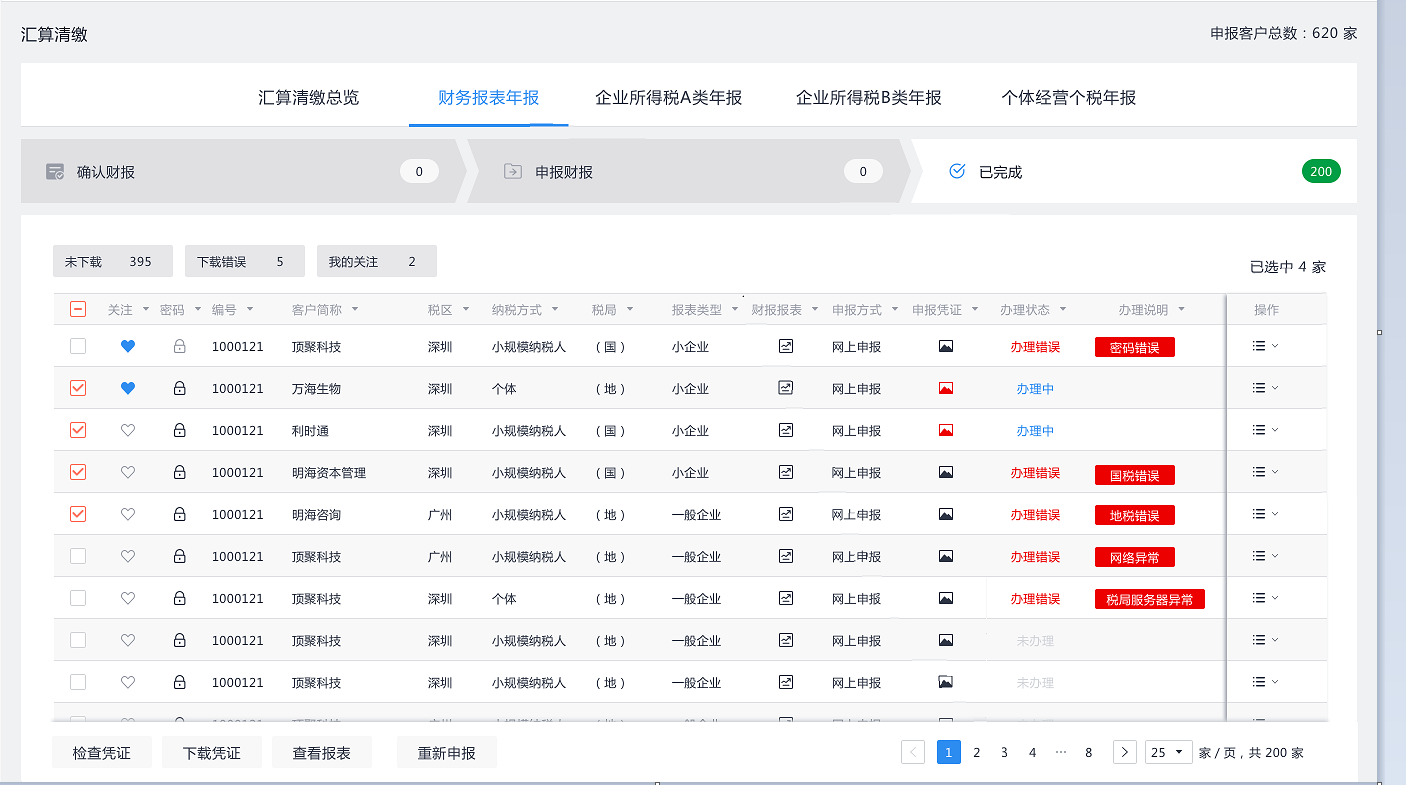 汇算清缴
申报客户总数：620 家
汇算清缴总览 财务报表年报 企业所得税A类年报 企业所得税B类年报 个体经营个税年报
确认财报 0 申报财报 0 已完成 200
未下载 395 下载错误 5 我的关注 2
已选中 4 家
关注 密码 编号 客户简称 税区 纳税方式 税局 报表类型 财报报表 申报方式 申报凭证 办理状态 办理说明 操作
1000121 顶聚科技 深圳 小规模纳税人 （国） 小企业 网上申报 办理错误 密码错误
1000121 万海生物 深圳 个体 （地） 小企业 网上申报 办理中
1000121 利时通 深圳 小规模纳税人 （国） 小企业 网上申报 办理中
1000121 明海资本管理 深圳 小规模纳税人 （国） 小企业 网上申报 办理错误 国税错误
1000121 明海咨询 广州 小规模纳税人 （地） 一般企业 网上申报 办理错误 地税错误
1000121 顶聚科技 广州 小规模纳税人 （地） 一般企业 网上申报 办理错误 网络异常
1000121 顶聚科技 深圳 个体 （地） 一般企业 网上申报 办理错误 税局服务器异常
1000121 顶聚科技 深圳 小规模纳税人 （地） 一般企业 网上申报 未办理
1000121 顶聚科技 深圳 小规模纳税人 （地） 一般企业 网上申报 未办理
检查凭证 下载凭证 查看报表 重新申报
1 2 3 4 ··· 8 25 家 / 页，共 200 家